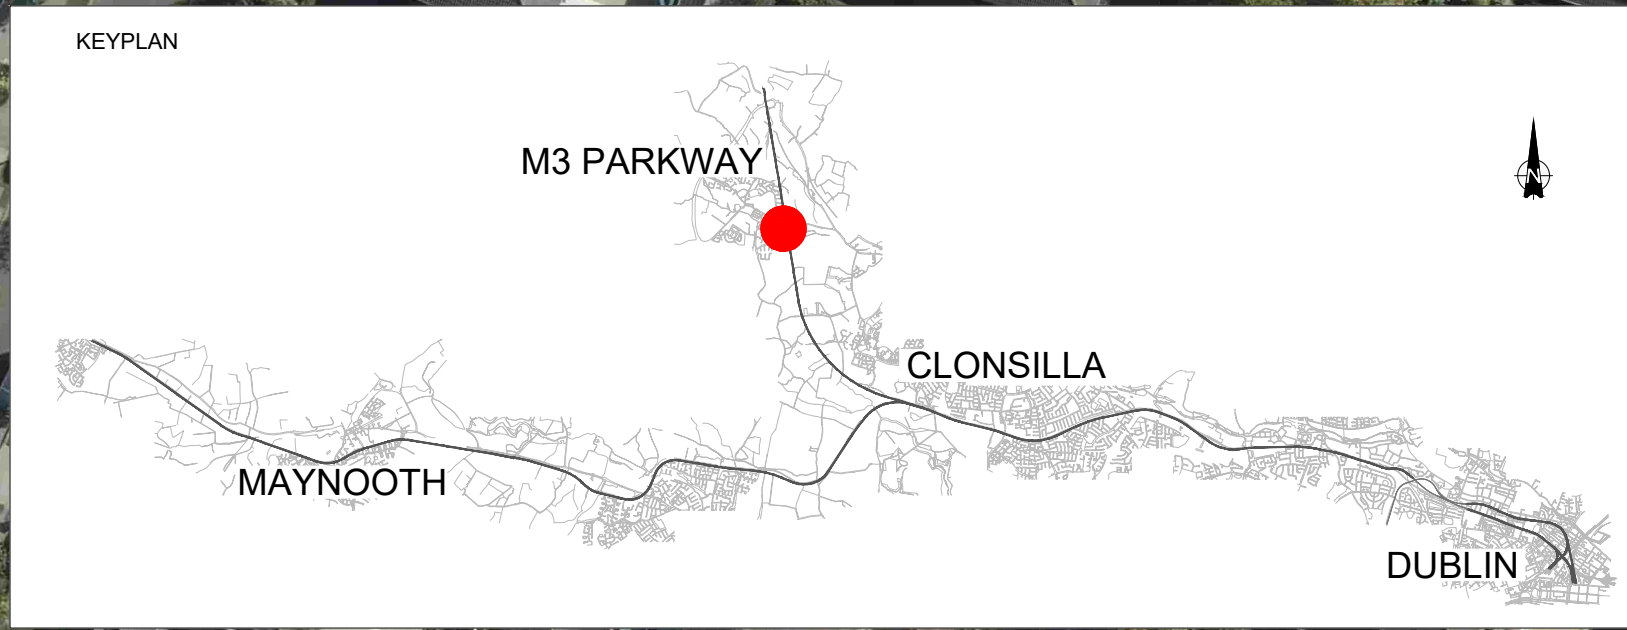 KEYPLAN
M3 PARKWAY
N
CLONSILLA
MAYNOOTH
DUBLIN